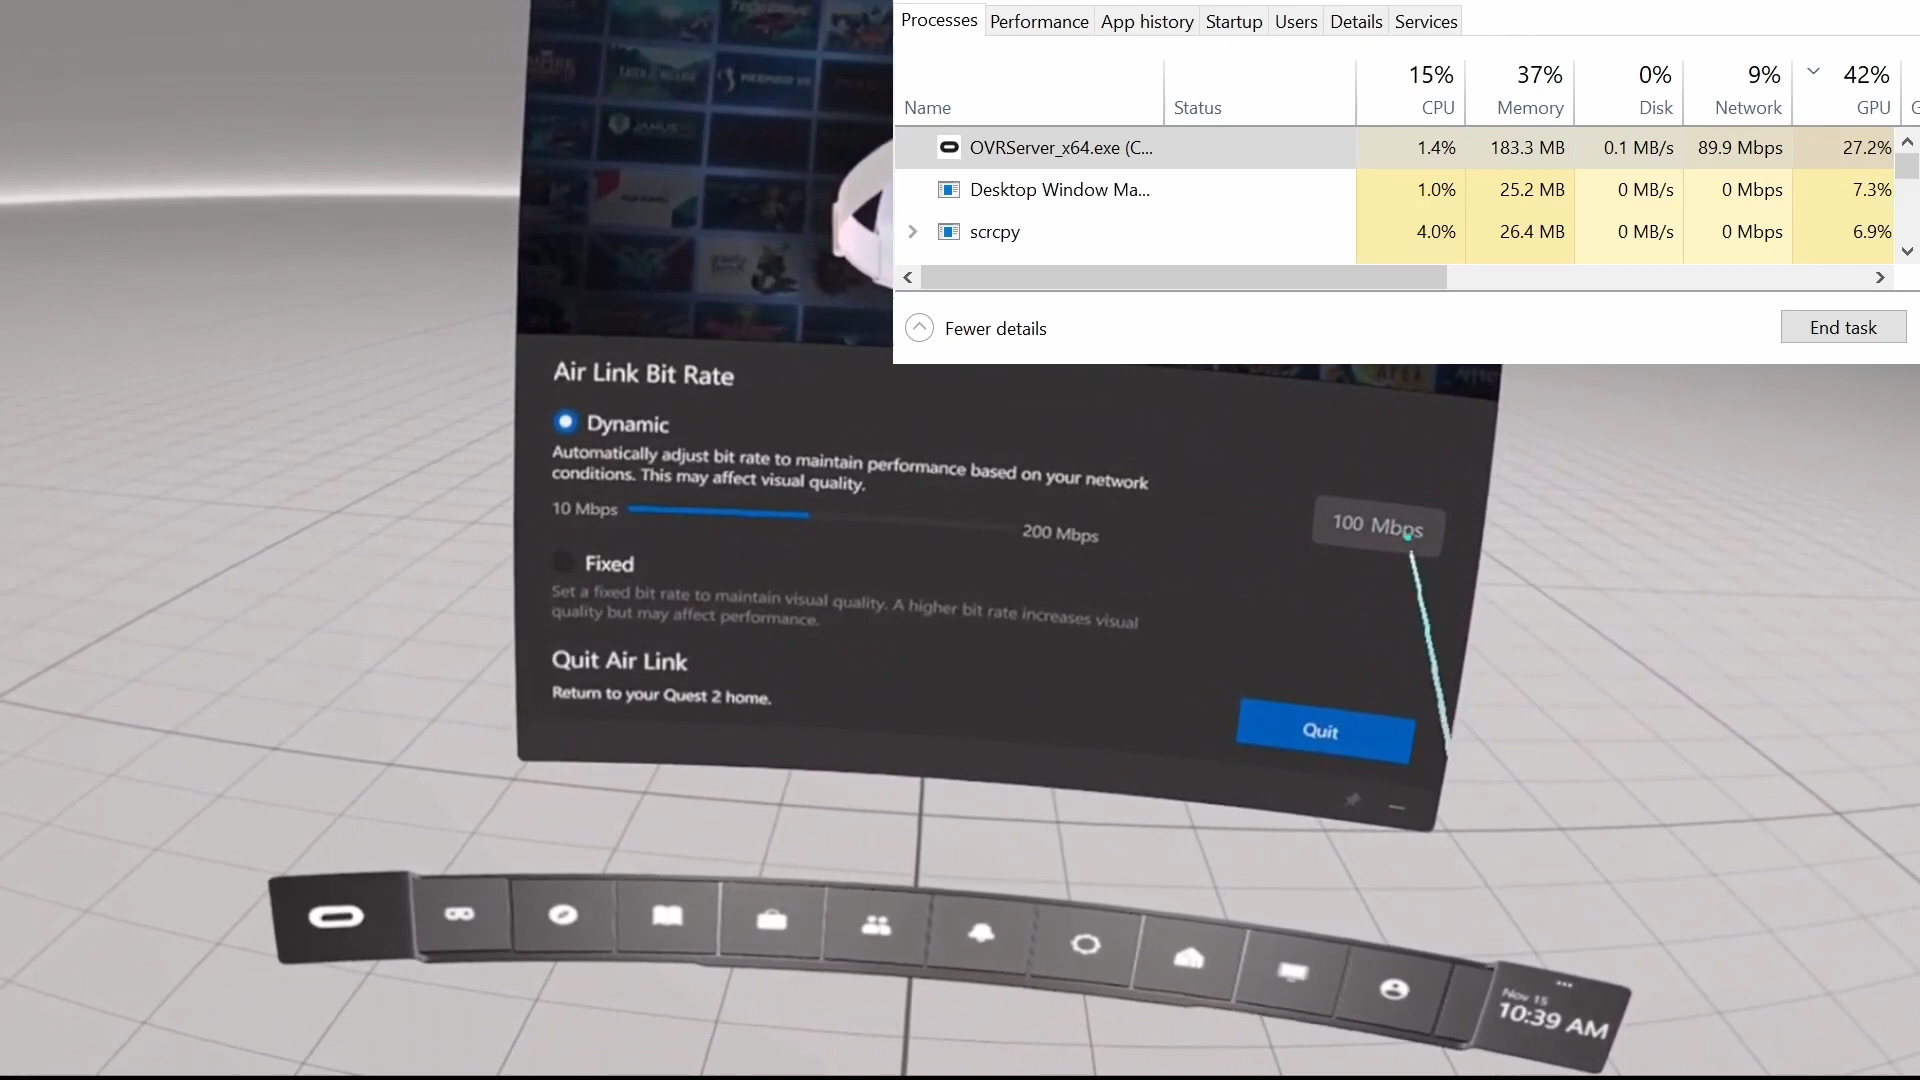 Processes Performance App history Startup Users Details Services
15% 37% 0% 9% 42%
Name Status CPU Memory Disk Network GPU
OVRServer_x64.exe (C... 1.4% 183.3 MB 0.1 MB/s 89.9 Mbps 27.2%
Desktop Window Ma... 1.0% 25.2 MB 0 MB/s 0 Mbps 7.3%
scrcpy 4.0% 26.4 MB 0 MB/s 0 Mbps 6.9%
Fewer details End task
Air Link Bit Rate
Dynamic
Automatically adjust bit rate to maintain performance based on your network
conditions. This may affect visual quality.
10 Mbps 200 Mbps 100 Mbps
Fixed
Set a fixed bit rate to maintain visual quality. A higher bit rate increases visual
quality but may affect performance.
Quit Air Link
Return to your Quest 2 home.
Quit
Nov 15
10:39 AM